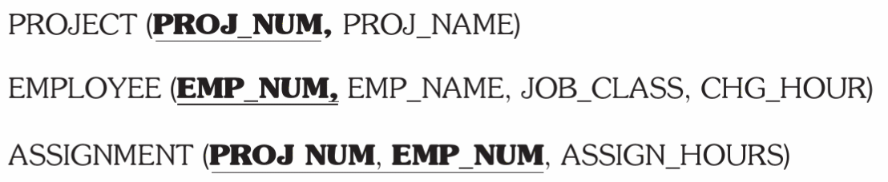 PROJECT (PROJ_NUM, PROJ_NAME)
EMPLOYEE (EMP_NUM, EMP_NAME, JOB_CLASS, CHG_HOUR)
ASSIGNMENT (PROJ NUM, EMP_NUM, ASSIGN_HOURS)